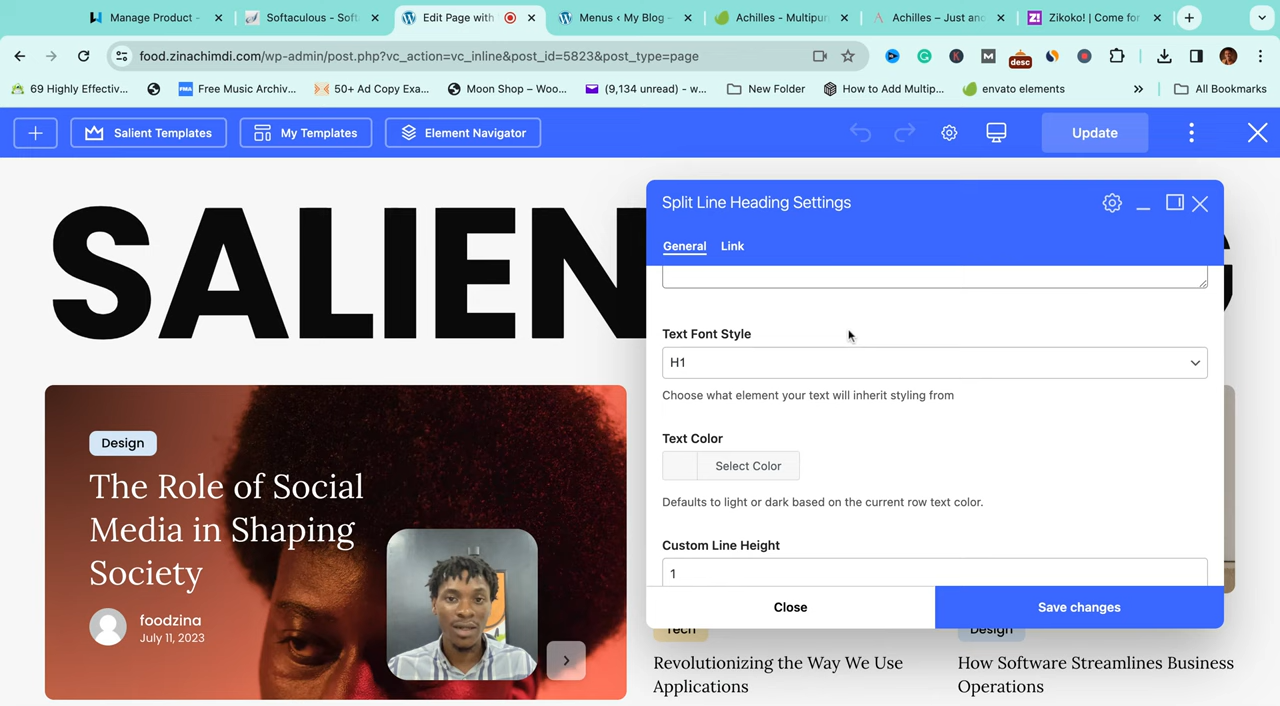 Manage Product -
Softaculous - Soft
Edit Page with
Menus ‹ My Blog –
Achilles - Multipur
Achilles – Just an
Zikoko! | Come for
food.zinachimdi.com/wp-admin/post.php?vc_action=vc_inline&post_id=5823&post_type=page
desc
69 Highly Effectiv...
FMA
Free Music Archiv...
50+ Ad Copy Exa...
Moon Shop – Woo...
(9,134 unread) - w...
New Folder
How to Add Multip...
envato elements
»
All Bookmarks
Salient Templates
My Templates
Element Navigator
Update
SALIEN
Split Line Heading Settings
General
Link
Text Font Style
H1
Choose what element your text will inherit styling from
Text Color
Select Color
Defaults to light or dark based on the current row text color.
Custom Line Height
1
Close
Save changes
Design
The Role of Social
Media in Shaping
Society
foodzina
July 11, 2023
Tech
Revolutionizing the Way We Use
Applications
Design
How Software Streamlines Business
Operations